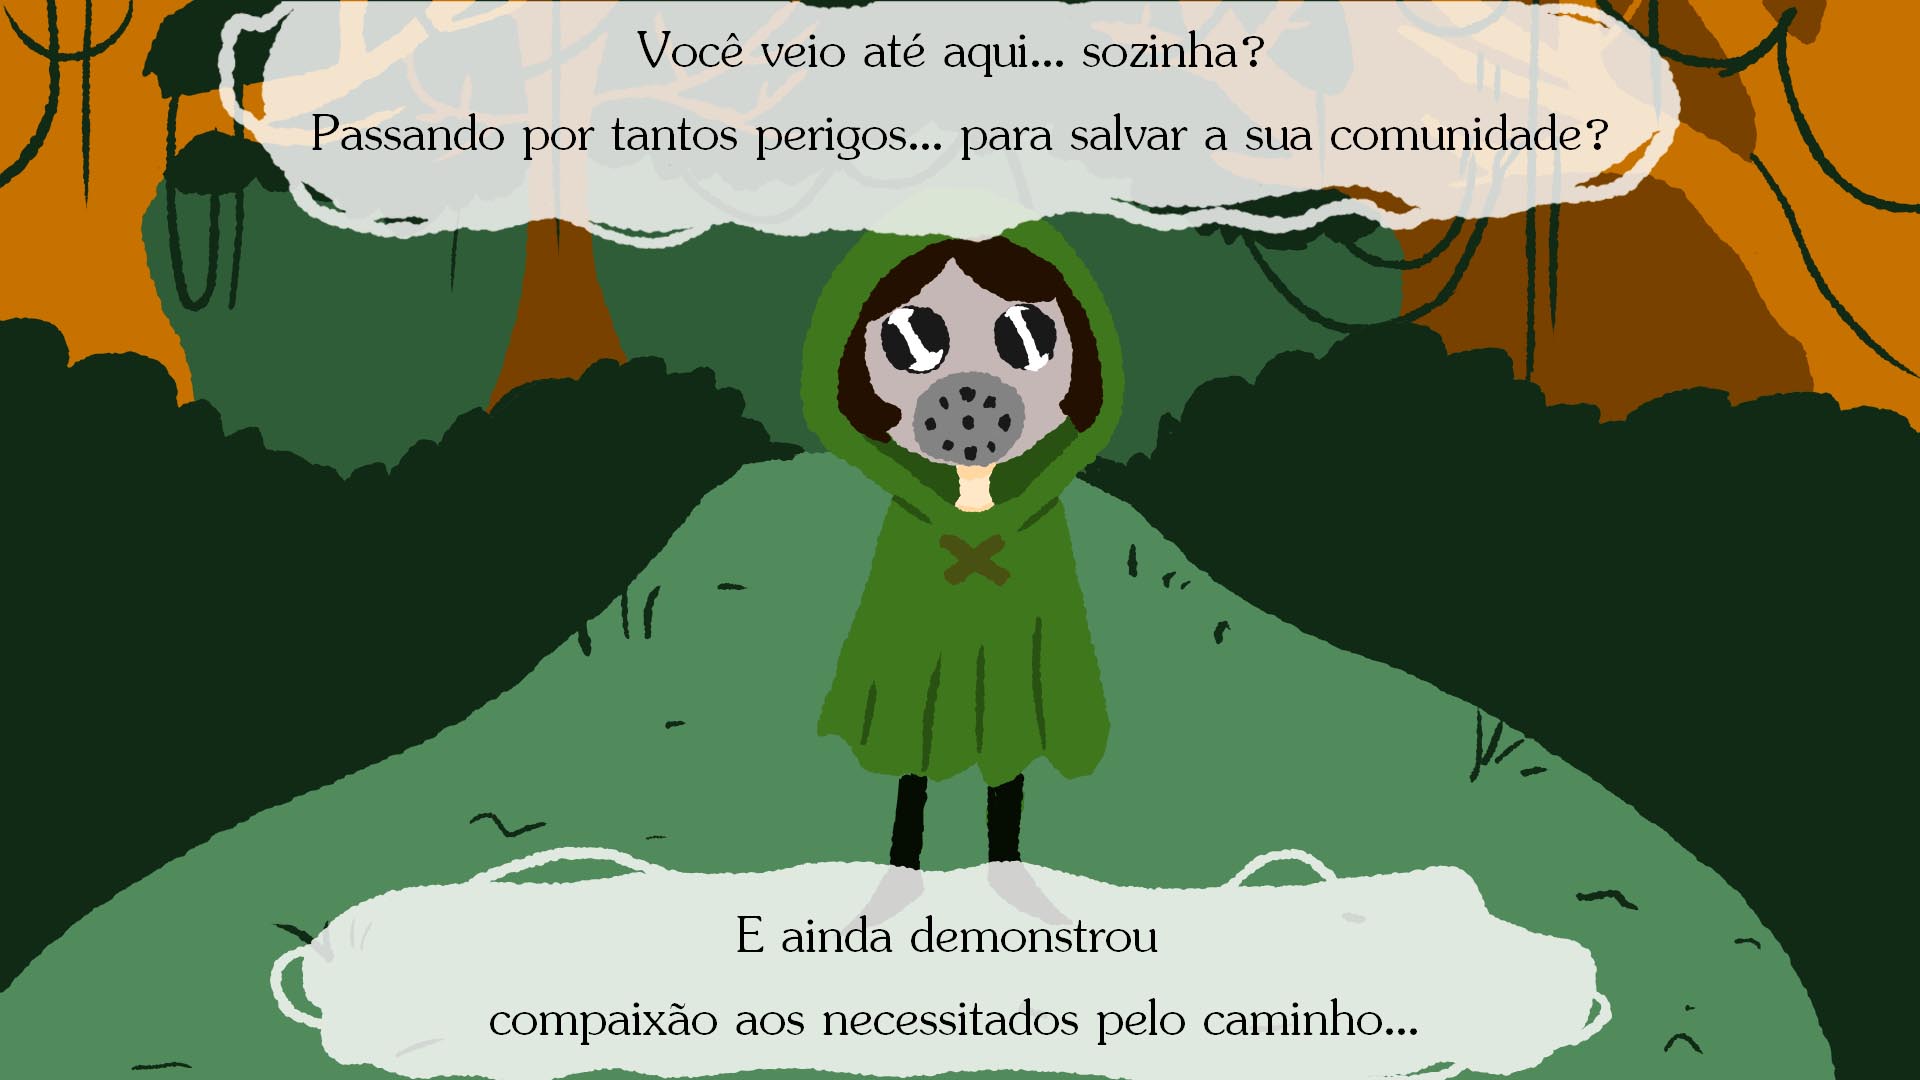 Você veio até aqui... sozinha?
Passando por tantos perigos... para salvar a sua comunidade?
E ainda demonstrou
compaixão aos necessitados pelo caminho...